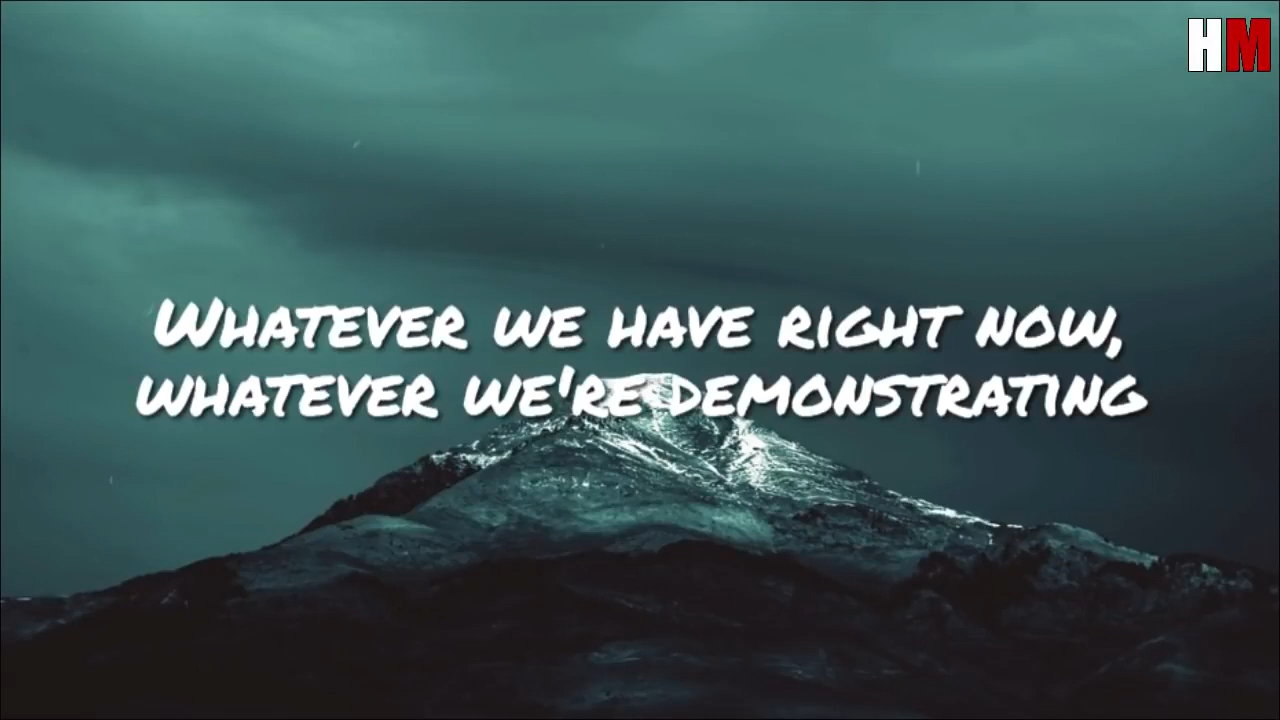 HM
WHATEVER WE HAVE RIGHT NOW,
WHATEVER WE'RE DEMONSTRATING